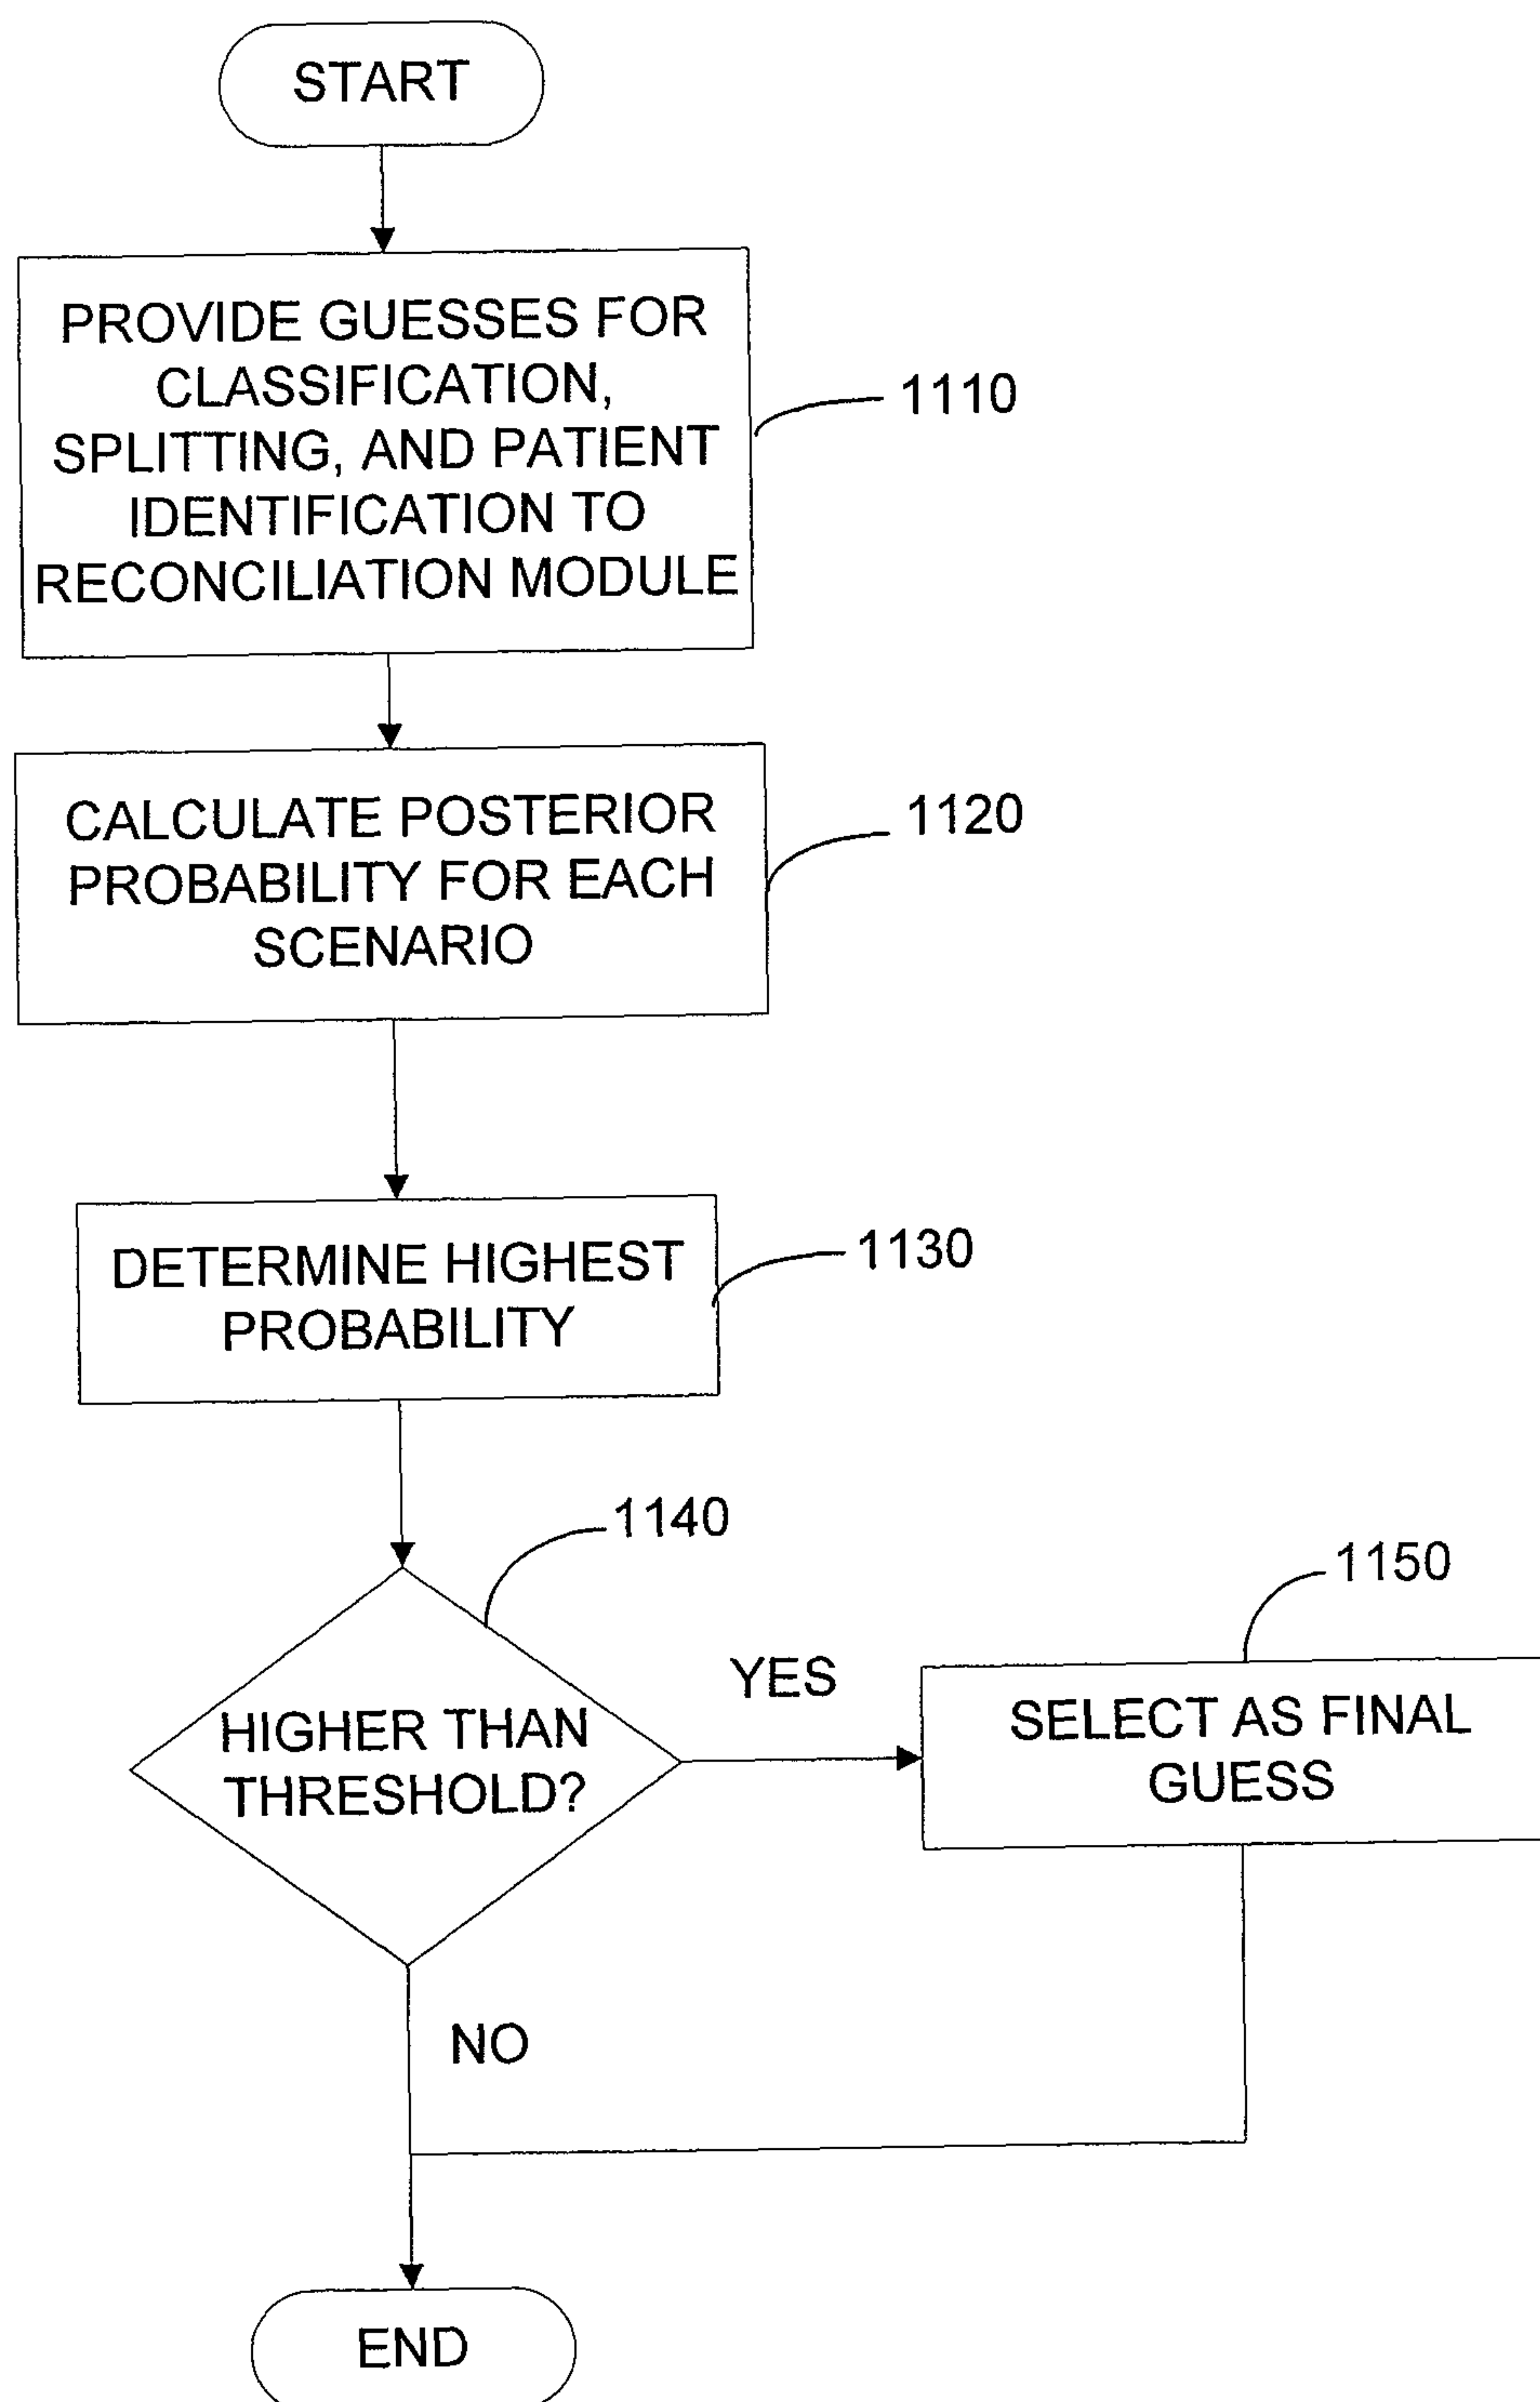 START
PROVIDE GUESSES FOR
CLASSIFICATION,
SPLITTING, AND PATIENT
IDENTIFICATION TO
RECONCILIATION MODULE
1110
CALCULATE POSTERIOR
PROBABILITY FOR EACH
SCENARIO
1120
DETERMINE HIGHEST
PROBABILITY
1130
1140
HIGHER THAN
THRESHOLD?
YES
1150
SELECT AS FINAL
GUESS
NO
END